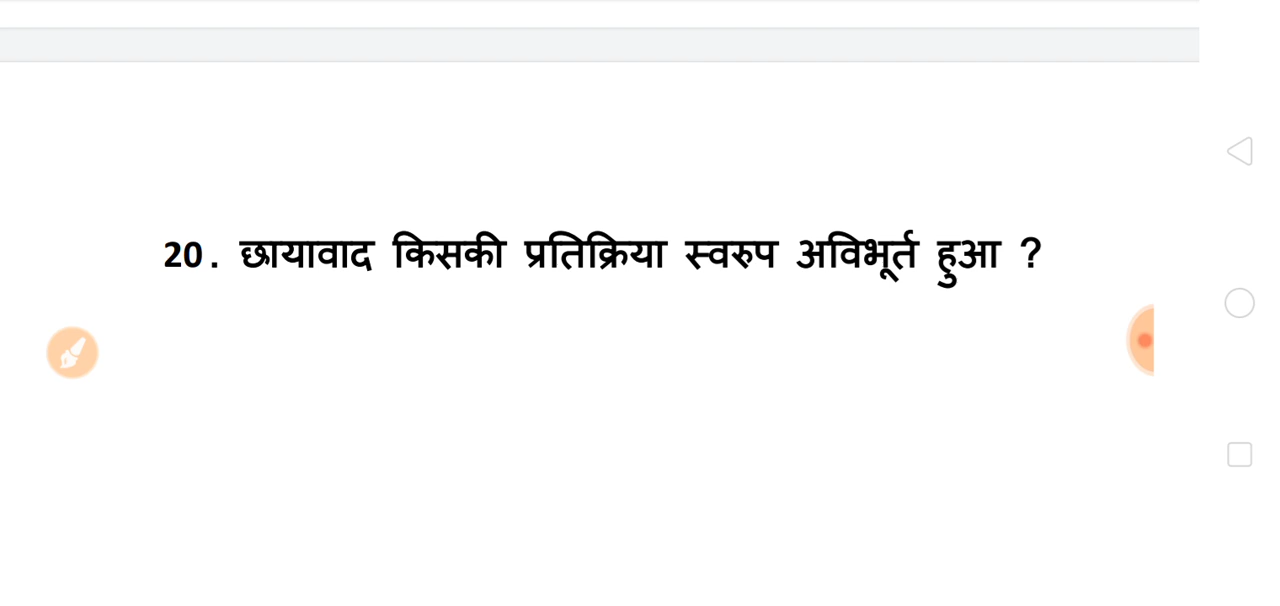 20. छायावाद किसकी प्रतिक्रिया स्वरुप अविभूर्त हुआ ?